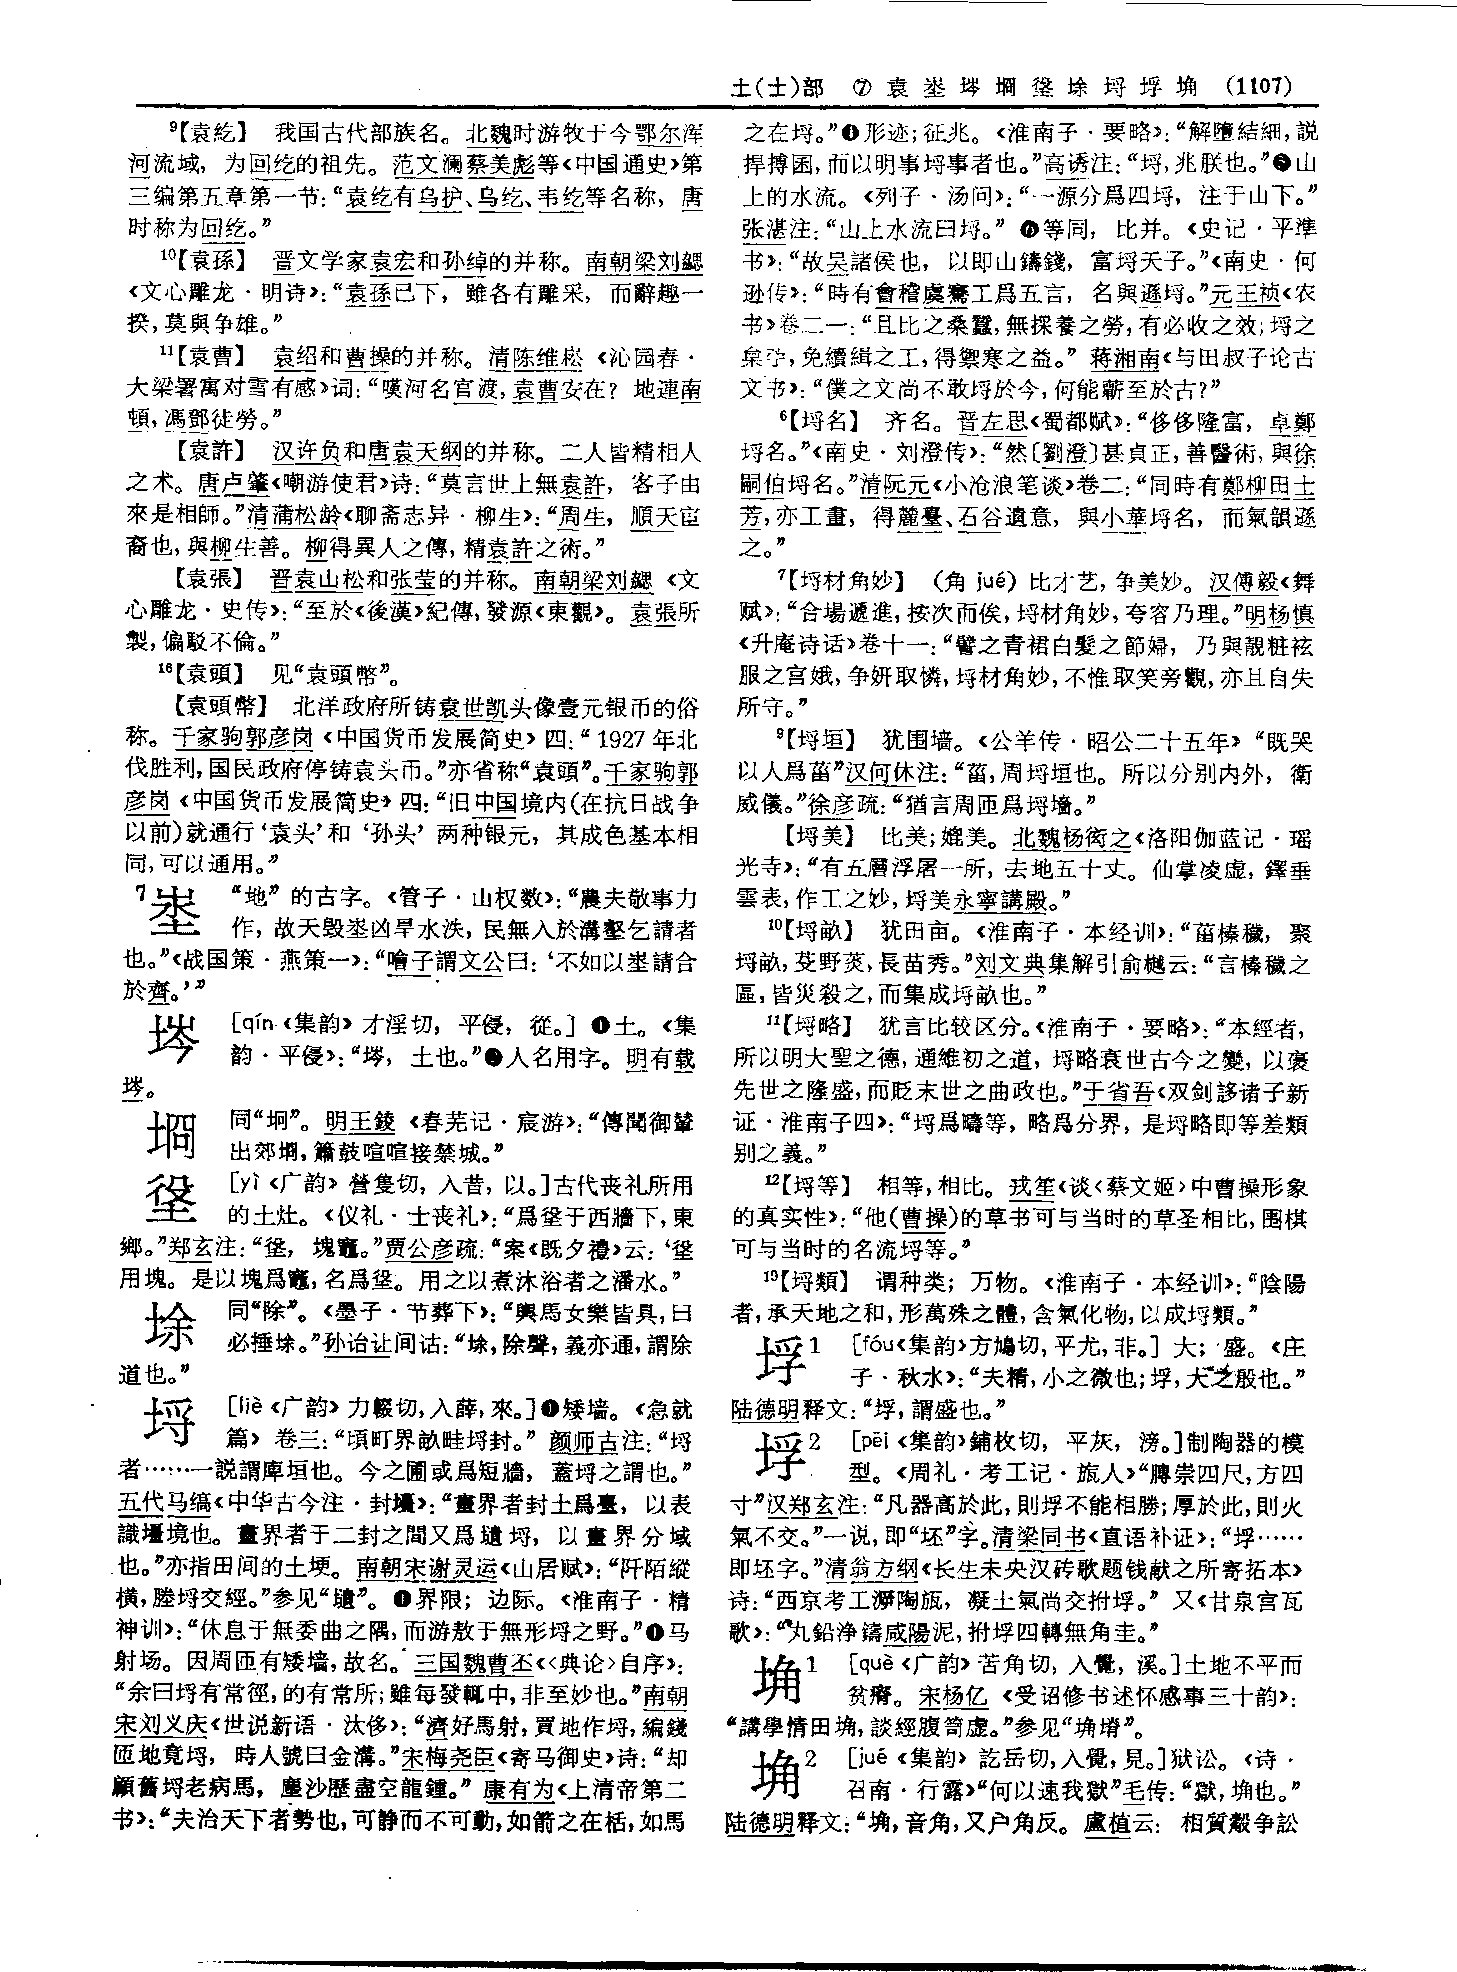 土(士)部 ⑦ 袁埊埁埛垼垛埒垺埆 (1107)
⁹【袁紇】 我国古代部族名。北魏时游牧于今鄂尔浑
河流域，为回纥的祖先。范文澜蔡美彪等《中国通史》第
三编第五章第一节：“袁纥有乌护、乌纥、韦纥等名称，唐
时称为回纥。”
¹⁰【袁孫】 晋文学家袁宏和孙绰的并称。南朝梁刘勰
《文心雕龙·明诗》：“袁孫已下，雖各有雕采，而辭趣一
揆，莫與争雄。”
¹¹【袁曹】 袁绍和曹操的并称。清陈维崧《沁园春·
大梁署寓对雪有感》词：“嘆河名官渡，袁曹安在？地連南
頓，馮鄧徒勞。”
【袁許】 汉许负和唐袁天纲的并称。二人皆精相人
之术。唐卢肇《嘲游使君》诗：“莫言世上無袁許，客子由
來是相師。”清蒲松龄《聊斋志异·柳生》：“周生，順天宦
裔也，與柳生善。柳得異人之傳，精袁許之術。”
【袁張】 晋袁山松和张莹的并称。南朝梁刘勰《文
心雕龙·史传》：“至於《後漢》紀傳，發源《東觀》。袁張所
製，偏駁不倫。”
¹⁶【袁頭】 见“袁頭幣”。
【袁頭幣】 北洋政府所铸袁世凯头像壹元银币的俗
称。千家驹郭彦岗《中国货币发展简史》四：“1927年北
伐胜利，国民政府停铸袁头币。”亦省称“袁頭”。千家驹郭
彦岗《中国货币发展简史》四：“旧中国境内(在抗日战争
以前)就通行‘袁头’和‘孙头’两种银元，其成色基本相
同，可以通用。”
⁷埊 “地”的古字。《管子·山权数》：“農夫敬事力
作，故天毁埊凶旱水泆，民無入於溝壑乞請者
也。”《战国策·燕策一》：“噲子謂文公曰：‘不如以埊請合
於齊。’”
埁 [qín《集韵》才淫切，平侵，從。] ❶土。《集
韵·平侵》：“埁，土也。”❷人名用字。明有载
埁。
埛 同“坰”。明王錂《春芜记·宸游》：“傳聞御輦
出郊埛，簫鼓喧喧接禁城。”
垼 [yì《广韵》營隻切，入昔，以。]古代丧礼所用
的土灶。《仪礼·士丧礼》：“爲垼于西牆下，東
鄉。”郑玄注：“垼，塊竈。”贾公彦疏：“案《既夕禮》云：‘垼
用塊。是以塊爲竈，名爲垼。用之以煮沐浴者之潘水。”
埁 同“除”。《墨子·节葬下》：“輿馬女樂皆具，曰
必捶涂。”孙诒让间诂：“涂，除聲，義亦通，謂除
道也。”
埒 [liè《广韵》力輟切，入薛，來。]❶矮墙。《急就
篇》卷三：“頃町界畝畦埒封。”颜师古注：“埒
者……一説謂庳垣也。今之圃或爲短牆，蓋埒之謂也。”
五代马缟《中华古今注·封壝》：“畫界者封土爲臺，以表
識壃境也。畫界者于二封之間又爲壝埒，以畫界分域
也。”亦指田间的土埂。南朝宋谢灵运《山居赋》：“阡陌縱
橫，塍埒交經。”参见“壝”。❷界限；边际。《淮南子·精
神训》：“休息于無委曲之隅，而游敖于無形埒之野。”❸马
射场。因周匝有矮墙，故名。三国魏曹丕《〈典论〉自序》：
“余曰埒有常徑，的有常所；雖每發輒中，非至妙也。”南朝
宋刘义庆《世说新语·汰侈》：“濟好馬射，買地作埒，編錢
匝地竟埒，時人號曰金溝。”宋梅尧臣《寄马御史》诗：“却
顧舊埒老病馬，塵沙歷盡空龍鍾。”康有为《上清帝第二
书》：“夫治天下者勢也，可静而不可動，如箭之在栝，如馬
之在埒。”❹形迹；征兆。《淮南子·要略》：“解墮結細，説
捍搏囷，而以明事埒事者也。”高诱注：“埒，兆朕也。”❺山
上的水流。《列子·汤问》：“一源分爲四埒，注于山下。”
张湛注：“山上水流曰埒。”❻等同，比并。《史记·平準
书》：“故吴諸侯也，以即山鑄錢，富埒天子。”《南史·何
逊传》：“時有會稽虞騫工爲五言，名與遜埒。”元王祯《农
书》卷二一：“且比之桑蠶，無採養之勞，有必收之效；埒之
枲苧，免績緝之工，得禦寒之益。”蒋湘南《与田叔子论古
文书》：“僕之文尚不敢埒於今，何能蘄至於古？”
⁶【埒名】 齐名。晋左思《蜀都赋》：“侈侈隆富，卓鄭
埒名。”《南史·刘澄传》：“然〔劉澄〕甚貞正，善醫術，與徐
嗣伯埒名。”清阮元《小沧浪笔谈》卷二：“同時有鄭柳田士
芳，亦工畫，得麓臺、石谷遺意，與小華埒名，而氣韻遜
之。”
⁷【埒材角妙】 (角 jué) 比才艺，争美妙。汉傅毅《舞
赋》：“合場遞進，按次而俟，埒材角妙，夸容乃理。”明杨慎
《升庵诗话》卷十一：“譬之青裙白髮之節婦，乃與靚粧袨
服之宫娥，争妍取憐，埒材角妙，不惟取笑旁觀，亦且自失
所守。”
⁹【埒垣】 犹围墙。《公羊传·昭公二十五年》“既哭
以人爲菑”汉何休注：“菑，周埒垣也。所以分别内外，衛
威儀。”徐彦疏：“猶言周匝爲埒墻。”
【埒美】 比美；媲美。北魏杨衒之《洛阳伽蓝记·瑶
光寺》：“有五層浮屠一所，去地五十丈。仙掌凌虚，鐸垂
雲表，作工之妙，埒美永寧講殿。”
¹⁰【埒畝】 犹田亩。《淮南子·本经训》：“菑榛穢，聚
埒畝，芟野莢，長苗秀。”刘文典集解引俞樾云：“言榛穢之
區，皆災殺之，而集成埒畝也。”
¹¹【埒略】 犹言比较区分。《淮南子·要略》：“本經者，
所以明大聖之德，通維初之道，埒略衰世古今之變，以褒
先世之隆盛，而貶末世之曲政也。”于省吾《双剑誃诸子新
证·淮南子四》：“埒爲疇等，略爲分界，是埒略即等差類
别之義。”
¹²【埒等】 相等，相比。戎笙《谈〈蔡文姬〉中曹操形象
的真实性》：“他(曹操)的草书可与当时的草圣相比，围棋
可与当时的名流埒等。”
¹⁹【埒類】 谓种类；万物。《淮南子·本经训》：“陰陽
者，承天地之和，形萬殊之體，含氣化物，以成埒類。”
垺1 [fóu《集韵》方鳩切，平尤，非。] 大；盛。《庄
子·秋水》：“夫精，小之微也；垺，大之殷也。”
陆德明释文：“垺，謂盛也。”
垺2 [pēi《集韵》鋪枚切，平灰，滂。]制陶器的模
型。《周礼·考工记·旊人》“膞崇四尺，方四
寸”汉郑玄注：“凡器高於此，則垺不能相勝；厚於此，則火
氣不交。”一说，即“坯”字。清梁同书《直语补证》：“垺……
即坯字。”清翁方纲《长生未央汉砖歌题钱献之所寄拓本》
诗：“西京考工溯陶瓬，凝土氣尚交拊垺。”又《甘泉宫瓦
歌》：“丸鉛浄鑄咸陽泥，拊垺四轉無角圭。”
埆1 [què《广韵》苦角切，入覺，溪。]土地不平而
贫瘠。宋杨亿《受诏修书述怀感事三十韵》：
“講學情田埆，談經腹笥虚。”参见“埆塉”。
埆2 [jué《集韵》訖岳切，入覺，見。]狱讼。《诗·
召南·行露》“何以速我獄”毛传：“獄，埆也。”
陆德明释文：“埆，音角，又户角反。盧植云：相質觳争訟